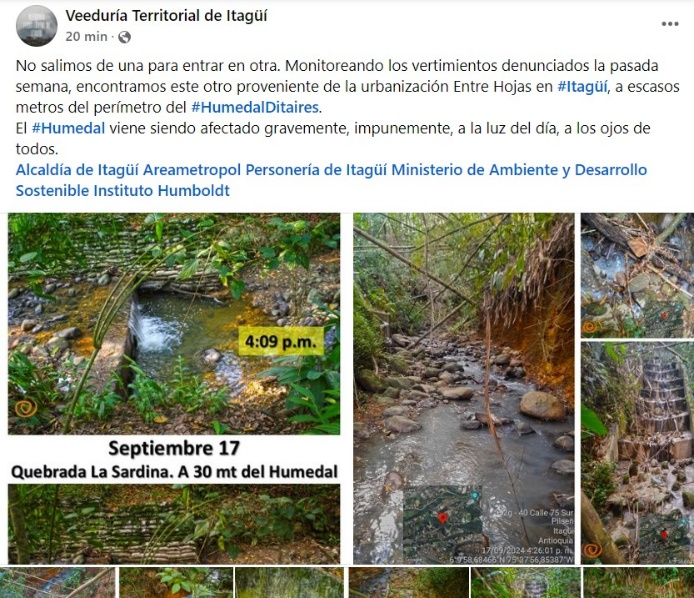 Veeduría Territorial de Itagüí
20 min ·
No salimos de una para entrar en otra. Monitoreando los vertimientos denunciados la pasada
semana, encontramos este otro proveniente de la urbanización Entre Hojas en #Itagüí, a escasos
metros del perímetro del #HumedalDitaires.
El #Humedal viene siendo afectado gravemente, impunemente, a la luz del día, a los ojos de
todos.
Alcaldía de Itagüí Areametropol Personería de Itagüí Ministerio de Ambiente y Desarrollo
Sostenible Instituto Humboldt
4:09 p.m.
Septiembre 17
Quebrada La Sardina. A 30 mt del Humedal
40 Calle 75 Sur
Pilsen
Itagüí
Antioquia
17/09/2024 4:26:01 p. m.